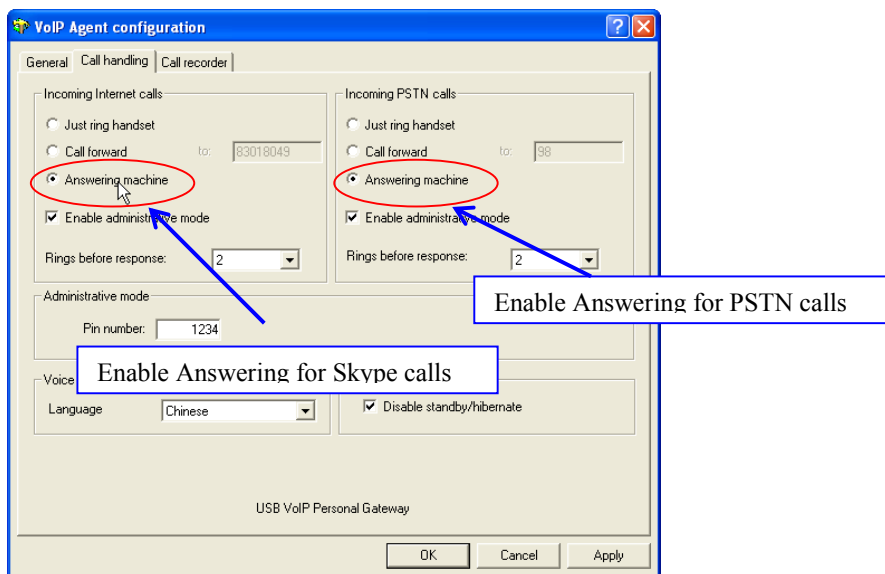 VoIP Agent configuration
General Call handling Call recorder
Incoming Internet calls
Just ring handset
Call forward to: 83018049
Answering machine
Enable administrative mode
Rings before response: 2
Incoming PSTN calls
Just ring handset
Call forward to: 98
Answering machine
Enable administrative mode
Rings before response: 2
Enable Answering for PSTN calls
Administrative mode
Pin number: 1234
Enable Answering for Skype calls
Voice
Language Chinese
Disable standby/hibernate
USB VoIP Personal Gateway
OK Cancel Apply